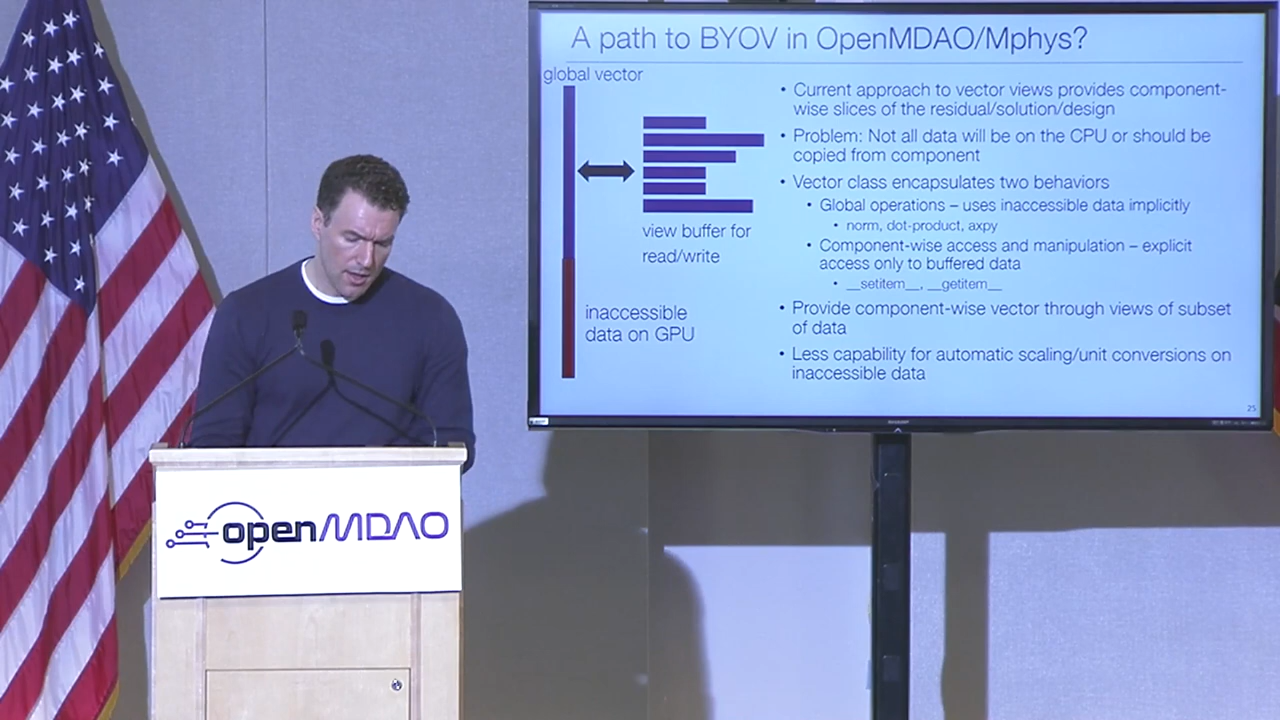 A path to BYOV in OpenMDAO/Mphys?
global vector
view buffer for
read/write
inaccessible
data on GPU
• Current approach to vector views provides component-
wise slices of the residual/solution/design
• Problem: Not all data will be on the CPU or should be
copied from component
• Vector class encapsulates two behaviors
• Global operations – uses inaccessible data implicitly
• norm, dot-product, axpy
• Component-wise access and manipulation – explicit
access only to buffered data
• __setitem__, __getitem__
• Provide component-wise vector through views of subset
of data
• Less capability for automatic scaling/unit conversions on
inaccessible data
25
openMDAO